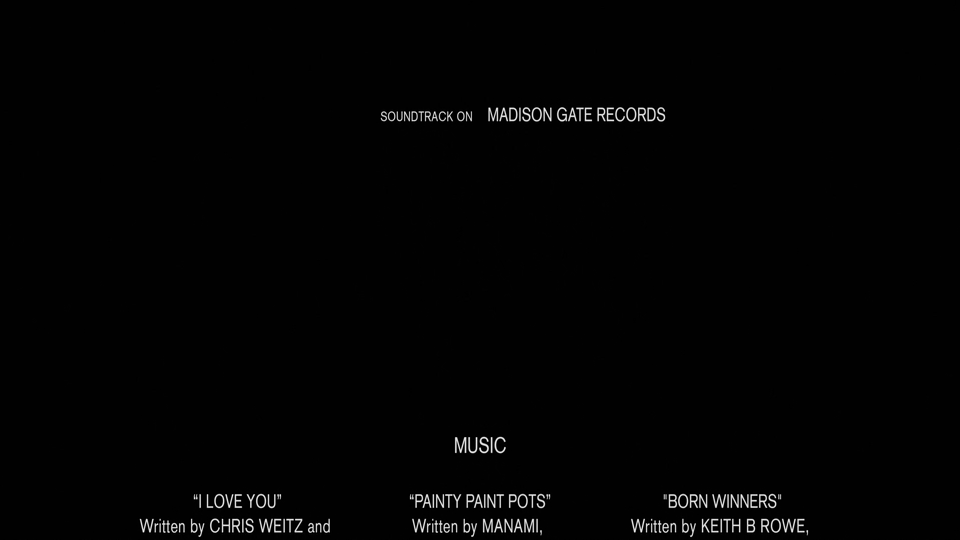 SOUNDTRACK ON MADISON GATE RECORDS
MUSIC
“I LOVE YOU”
Written by CHRIS WEITZ and
“PAINTY PAINT POTS”
Written by MANAMI,
"BORN WINNERS"
Written by KEITH B ROWE,